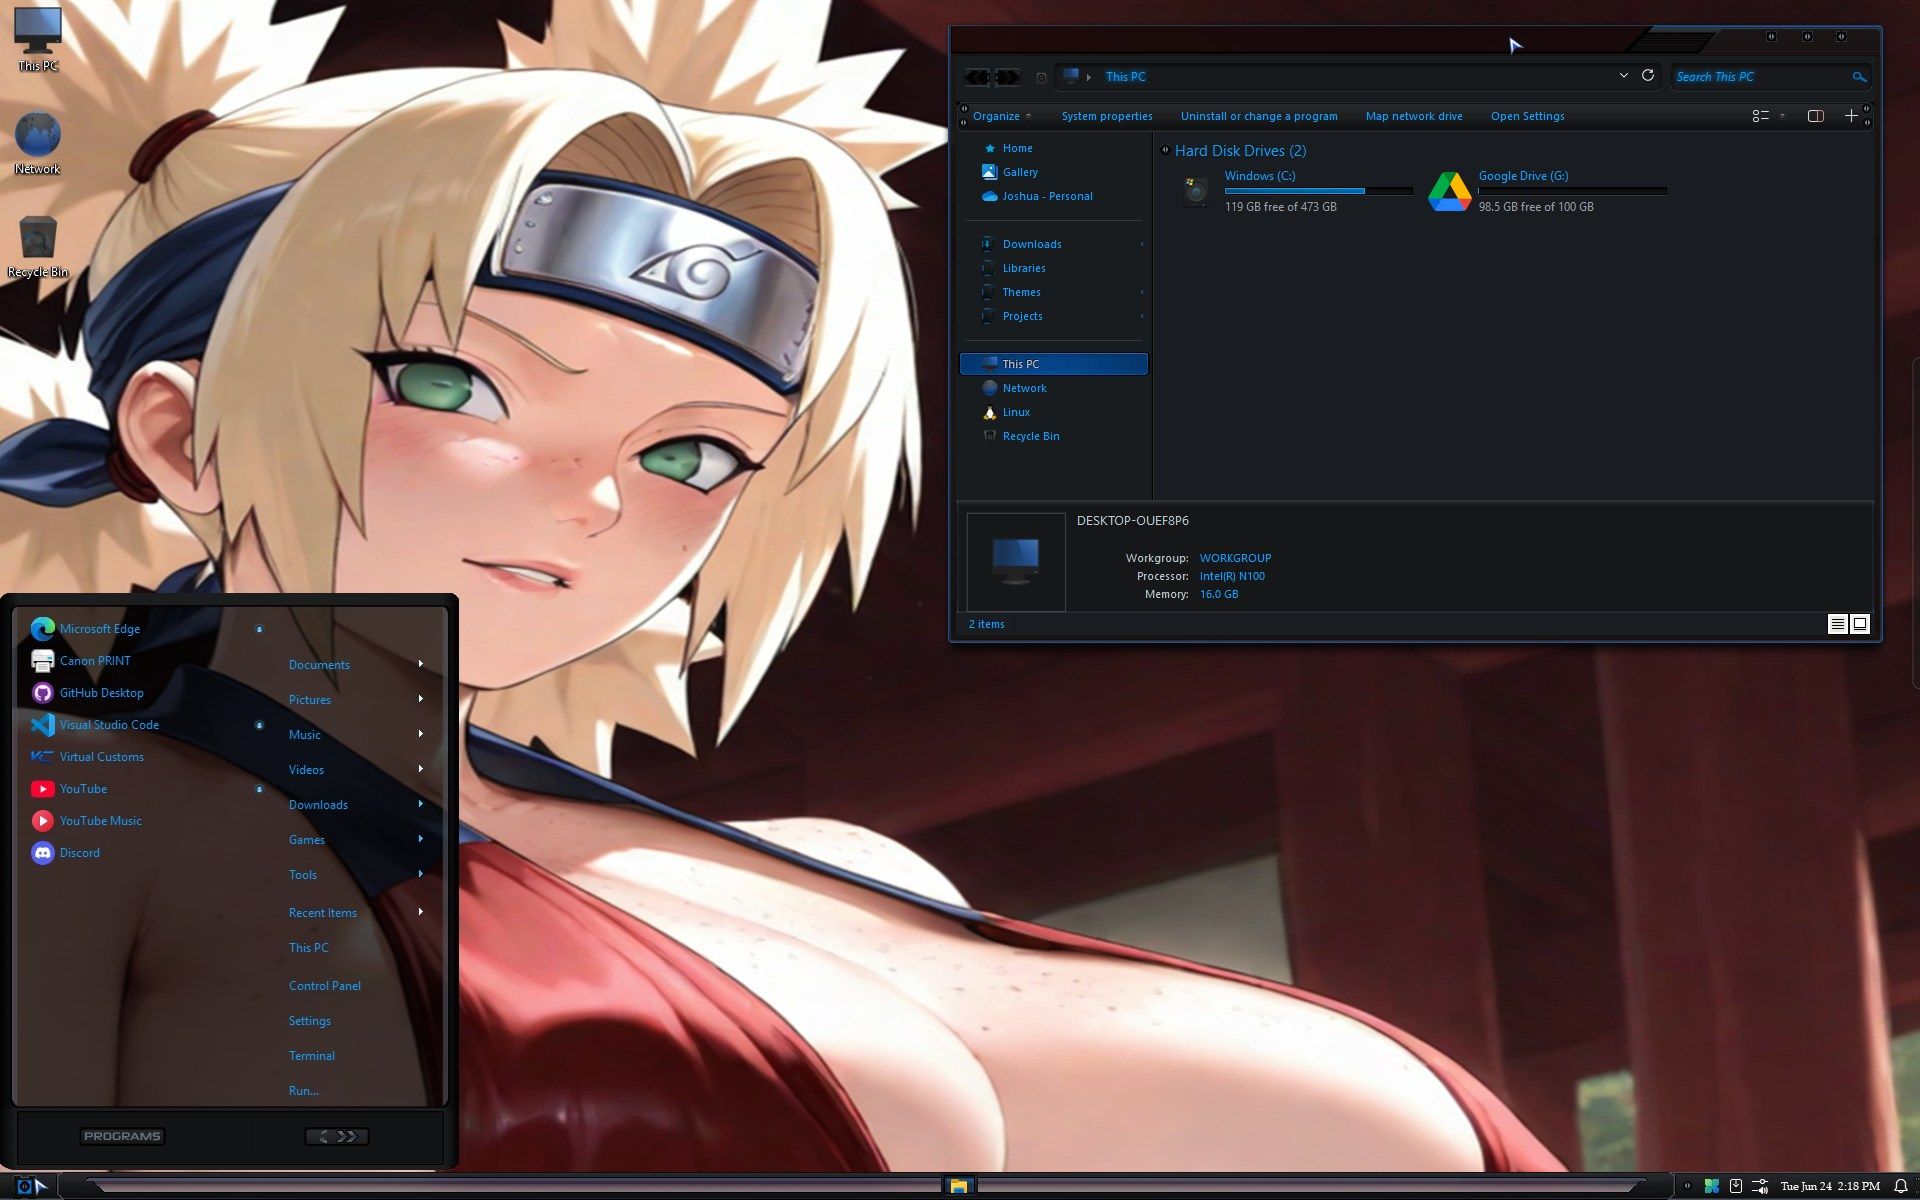 This PC
Network
Recycle Bin
This PC
Search This PC
Organize
System properties
Uninstall or change a program
Map network drive
Open Settings
Home
Gallery
Joshua - Personal
Downloads
Libraries
Themes
Projects
This PC
Network
Linux
Recycle Bin
Hard Disk Drives (2)
Windows (C:)
119 GB free of 473 GB
Google Drive (G:)
98.5 GB free of 100 GB
DESKTOP-OUEF8P6
Workgroup: WORKGROUP
Processor: Intel(R) N100
Memory: 16.0 GB
2 items
Microsoft Edge
Canon PRINT
GitHub Desktop
Visual Studio Code
Virtual Customs
YouTube
YouTube Music
Discord
Documents
Pictures
Music
Videos
Downloads
Games
Tools
Recent Items
This PC
Control Panel
Settings
Terminal
Run...
PROGRAMS
Tue Jun 24 2:18 PM